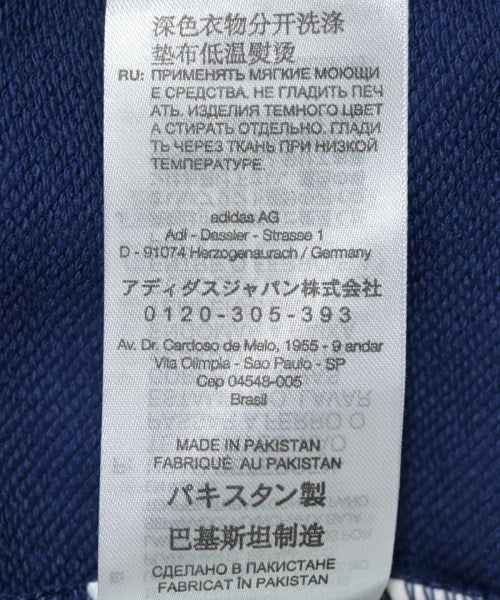 深色衣物分开洗涤
垫布低温熨烫
RU: ПРИМЕНЯТЬ МЯГКИЕ МОЮЩИ
Е СРЕДСТВА. НЕ ГЛАДИТЬ ПЕЧ
АТЬ. ИЗДЕЛИЯ ТЕМНОГО ЦВЕТ
А СТИРАТЬ ОТДЕЛЬНО. ГЛАДИ
ТЬ ЧЕРЕЗ ТКАНЬ ПРИ НИЗКОЙ
ТЕМПЕРАТУРЕ.
adidas AG
Adi - Dassler - Strasse 1
D - 91074 Herzogenaurach / Germany
アディダスジャパン株式会社
0120-305-393
Av. Dr. Cardoso de Melo, 1955 - 9 andar
Vila Olimpia - Sao Paulo - SP
Cep 04548-005
Brasil
MADE IN PAKISTAN
FABRIQUÉ AU PAKISTAN
パキスタン製
巴基斯坦制造
СДЕЛАНО В ПАКИСТАНЕ
FABRICAT ÎN PAKISTAN